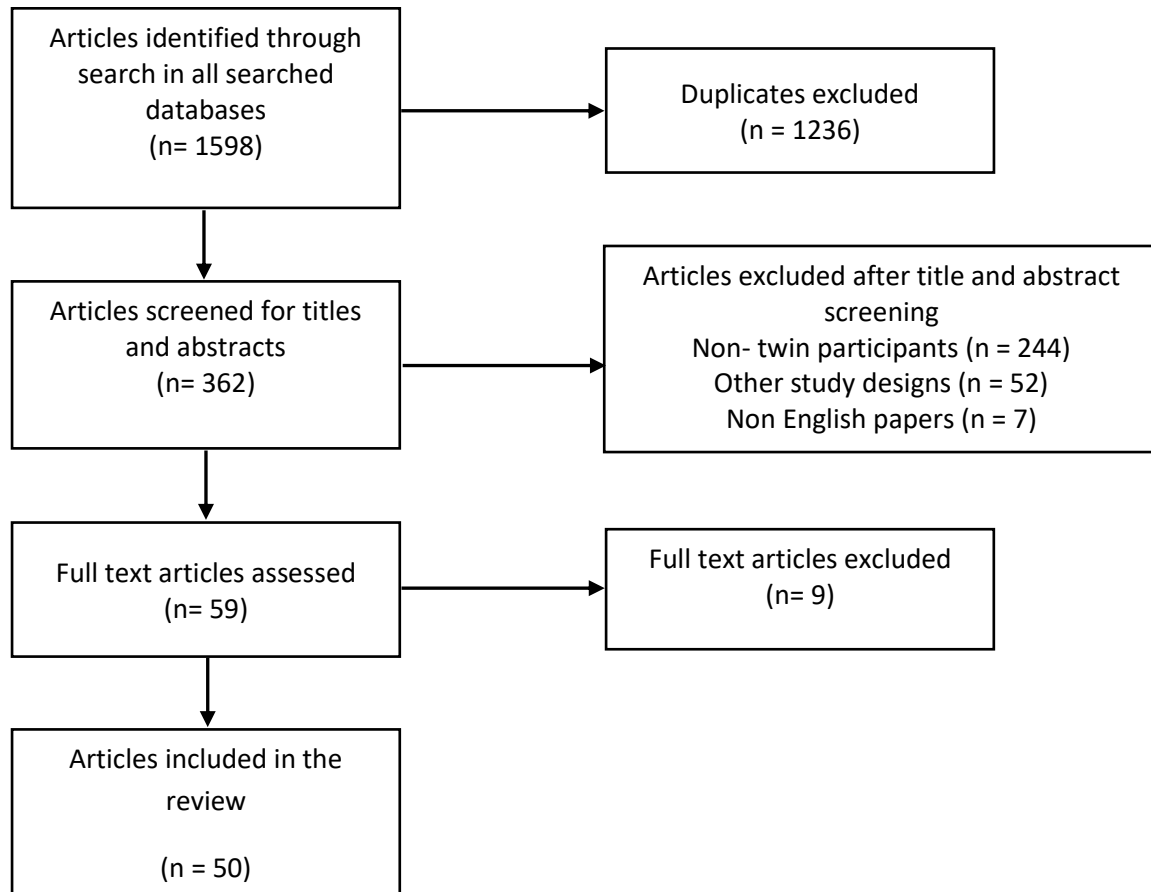 Articles identified through
search in all searched
databases
(n= 1598)
Duplicates excluded
(n = 1236)
Articles screened for titles
and abstracts
(n= 362)
Articles excluded after title and abstract
screening
Non- twin participants (n = 244)
Other study designs (n = 52)
Non English papers (n = 7)
Full text articles assessed
(n= 59)
Full text articles excluded
(n= 9)
Articles included in the
review
(n = 50)